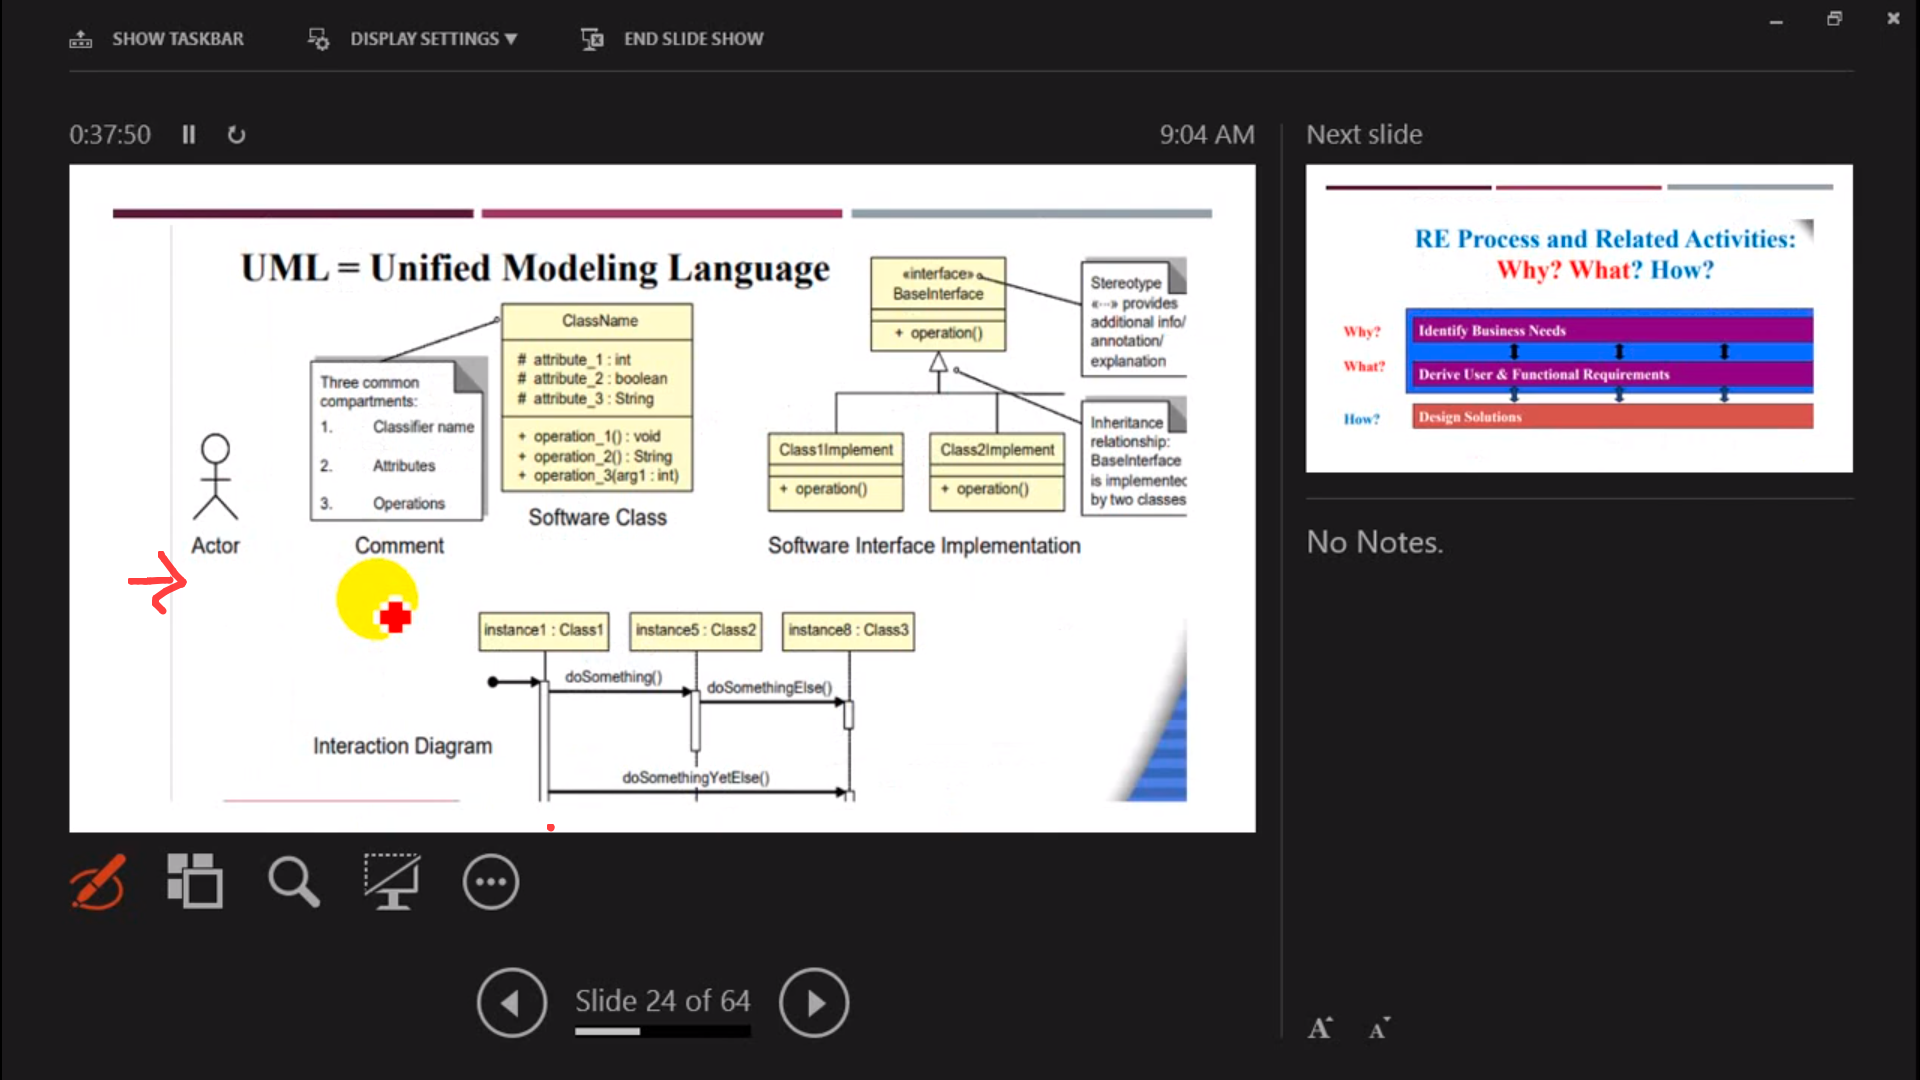 SHOW TASKBAR
DISPLAY SETTINGS ▼
END SLIDE SHOW
0:37:50
9:04 AM
Next slide
UML = Unified Modeling Language
«interface»
BaseInterface
+ operation()
Stereotype
«···» provides
additional info/
annotation/
explanation
ClassName
# attribute_1 : int
# attribute_2 : boolean
# attribute_3 : String
+ operation_1() : void
+ operation_2() : String
+ operation_3(arg1 : int)
Software Class
Three common
compartments:
1. Classifier name
2. Attributes
3. Operations
Actor
Comment
Class1Implement
+ operation()
Class2Implement
+ operation()
Inheritance
relationship:
BaseInterface
is implemented
by two classes
Software Interface Implementation
instance1 : Class1
instance5 : Class2
instance8 : Class3
doSomething()
doSomethingElse()
Interaction Diagram
doSomethingYetElse()
RE Process and Related Activities:
Why? What? How?
Why?
Identify Business Needs
What?
Derive User & Functional Requirements
How?
Design Solutions
No Notes.
Slide 24 of 64
A A